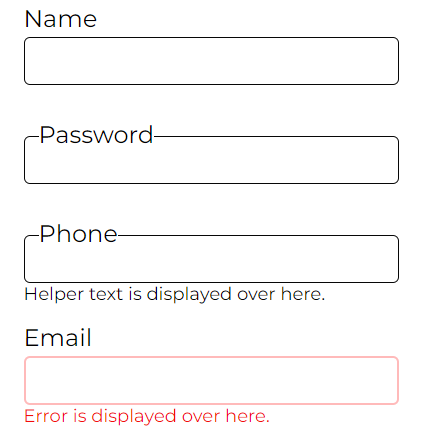 Name
Password
Phone
Helper text is displayed over here.
Email
Error is displayed over here.